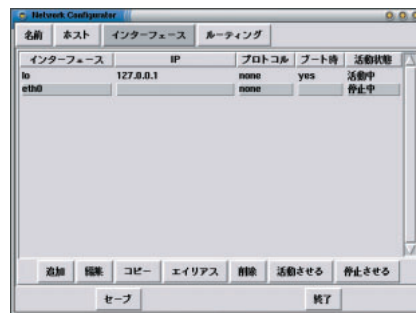 Network Configurator
名前 ホスト インターフェース ルーティング
インターフェース IP プロトコル ブート時 活動状態
lo 127.0.0.1 none yes 活動中
eth0 none 停止中
追加 編集 コピー エイリアス 削除 活動させる 停止させる
セーブ 終了